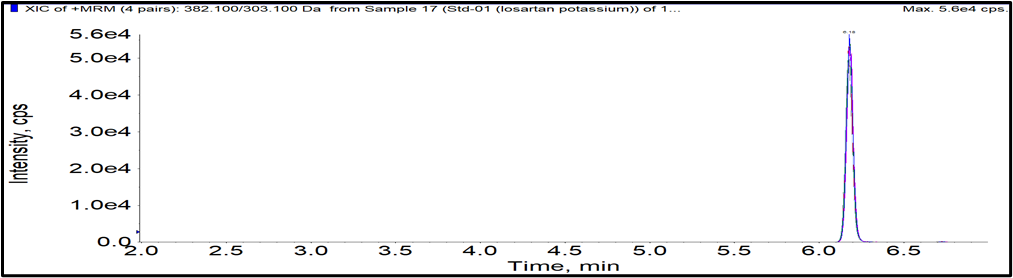 XIC of +MRM (4 pairs): 382.100/303.100 Da from Sample 17 (Std-01 (losartan potassium)) of 1... Max. 5.6e4 cps.
6.18
5.6e4
5.0e4
4.0e4
3.0e4
2.0e4
1.0e4
0.0
Intensity, cps
2.0 2.5 3.0 3.5 4.0 4.5 5.0 5.5 6.0 6.5
Time, min